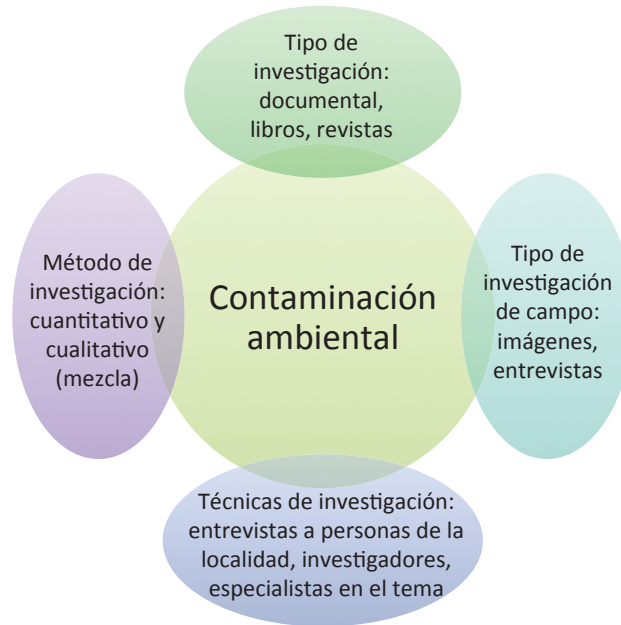 Tipo de
investigación:
documental,
libros, revistas
Método de
investigación:
cuantitativo y
cualitativo
(mezcla)
Contaminación
ambiental
Tipo de
investigación
de campo:
imágenes,
entrevistas
Técnicas de investigación:
entrevistas a personas de la
localidad, investigadores,
especialistas en el tema